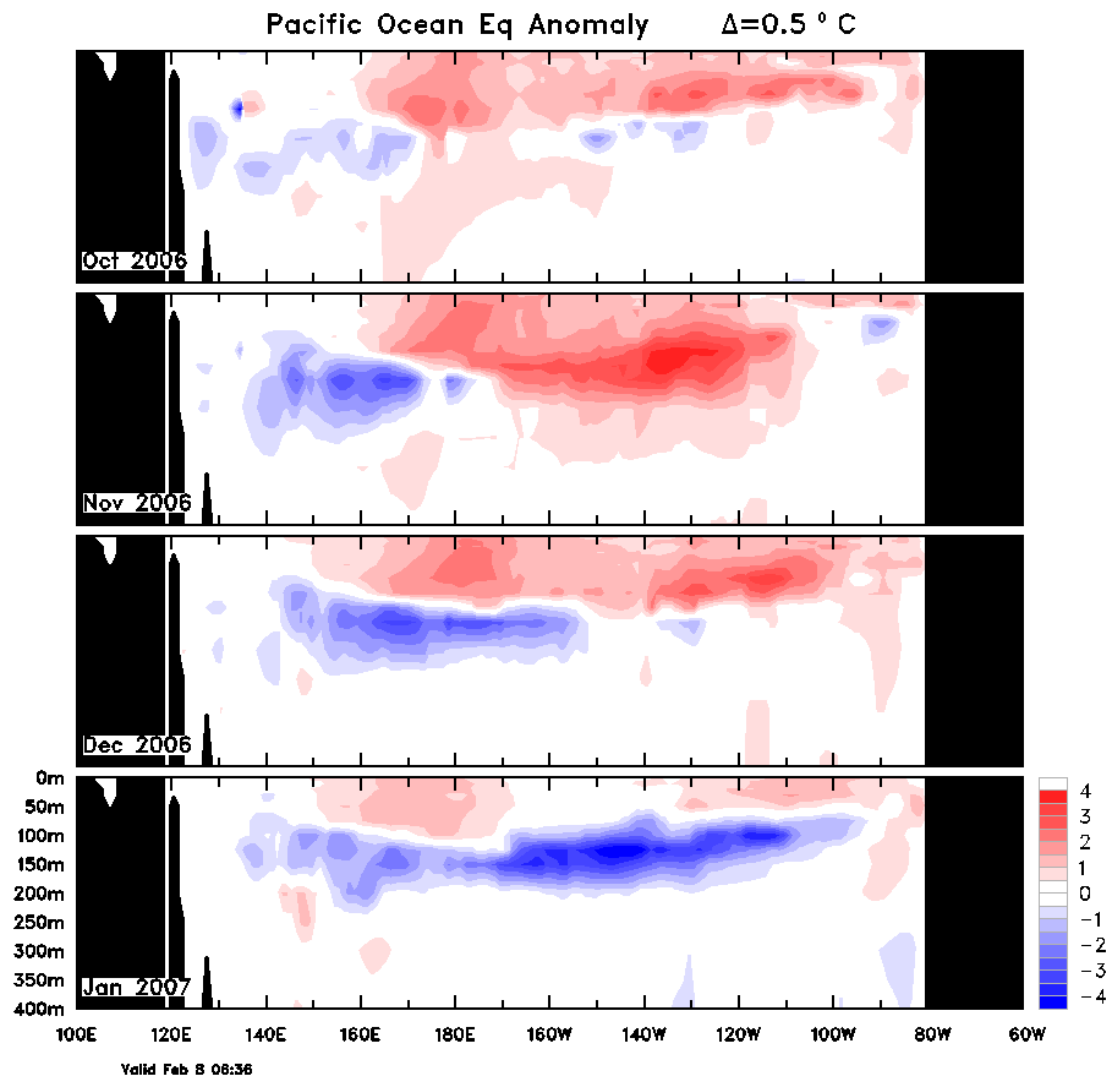 Pacific Ocean Eq Anomaly Δ=0.5 ° C
Oct 2006
Nov 2006
Dec 2006
0m
50m
100m
150m
200m
250m
300m
350m
400m
Jan 2007
4
3
2
1
0
-1
-2
-3
-4
100E 120E 140E 160E 180E 160W 140W 120W 100W 80W 60W
Valid Feb 8 06:36